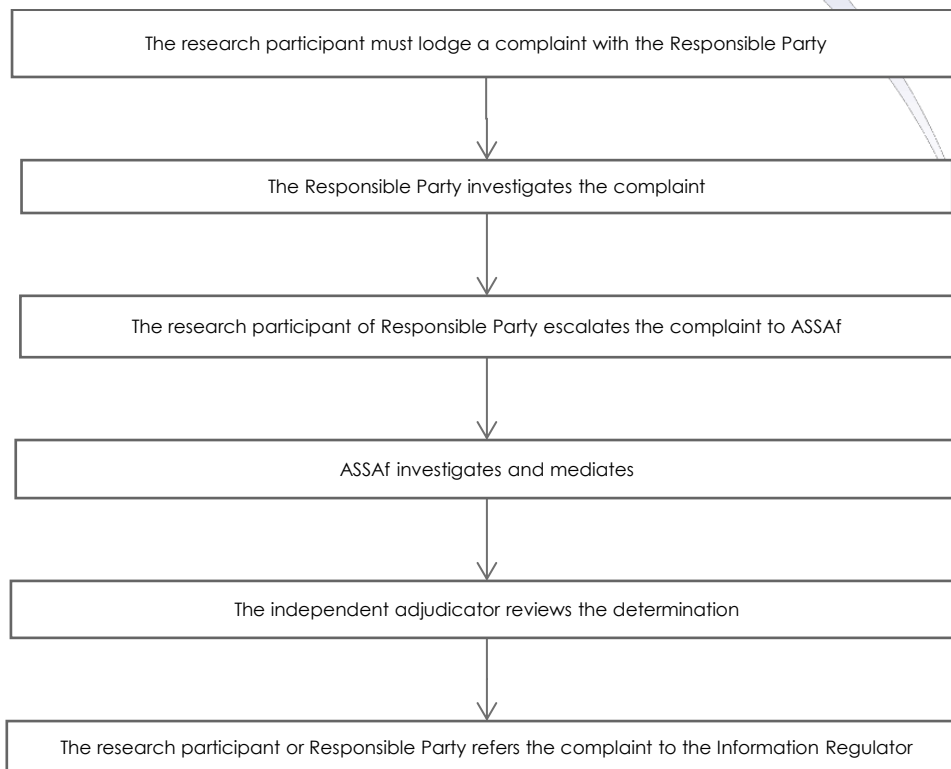 The research participant must lodge a complaint with the Responsible Party
The Responsible Party investigates the complaint
The research participant of Responsible Party escalates the complaint to ASSAf
ASSAf investigates and mediates
The independent adjudicator reviews the determination
The research participant or Responsible Party refers the complaint to the Information Regulator